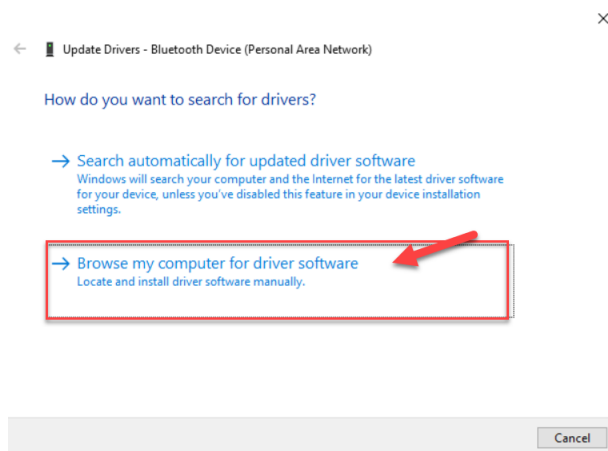 Update Drivers - Bluetooth Device (Personal Area Network)
How do you want to search for drivers?
Search automatically for updated driver software
Windows will search your computer and the Internet for the latest driver software
for your device, unless you've disabled this feature in your device installation
settings.
Browse my computer for driver software
Locate and install driver software manually.
Cancel